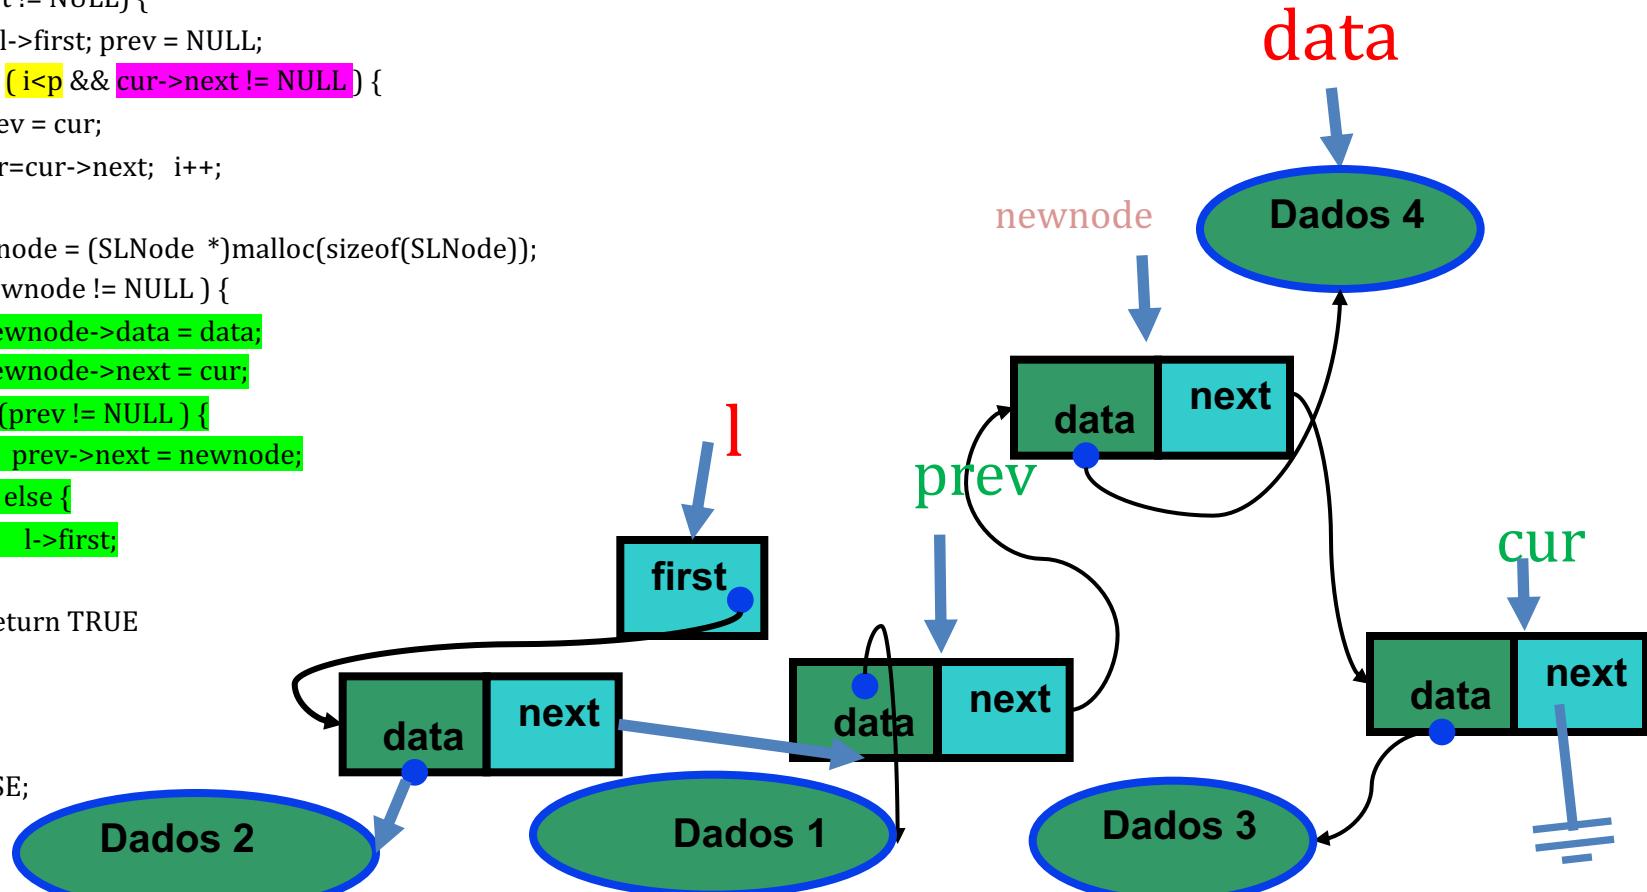 t != NULL) {
l->first; prev = NULL;
( i<p && cur->next != NULL ) {
ev = cur;
r=cur->next; i++;
node = (SLNode *)malloc(sizeof(SLNode));
wnode != NULL ) {
ewnode->data = data;
ewnode->next = cur;
(prev != NULL ) {
prev->next = newnode;
else {
l->first;
eturn TRUE
SE;
data
Dados 4
newnode
data next
l
prev
cur
first
data next
data next
data next
Dados 2
Dados 1
Dados 3